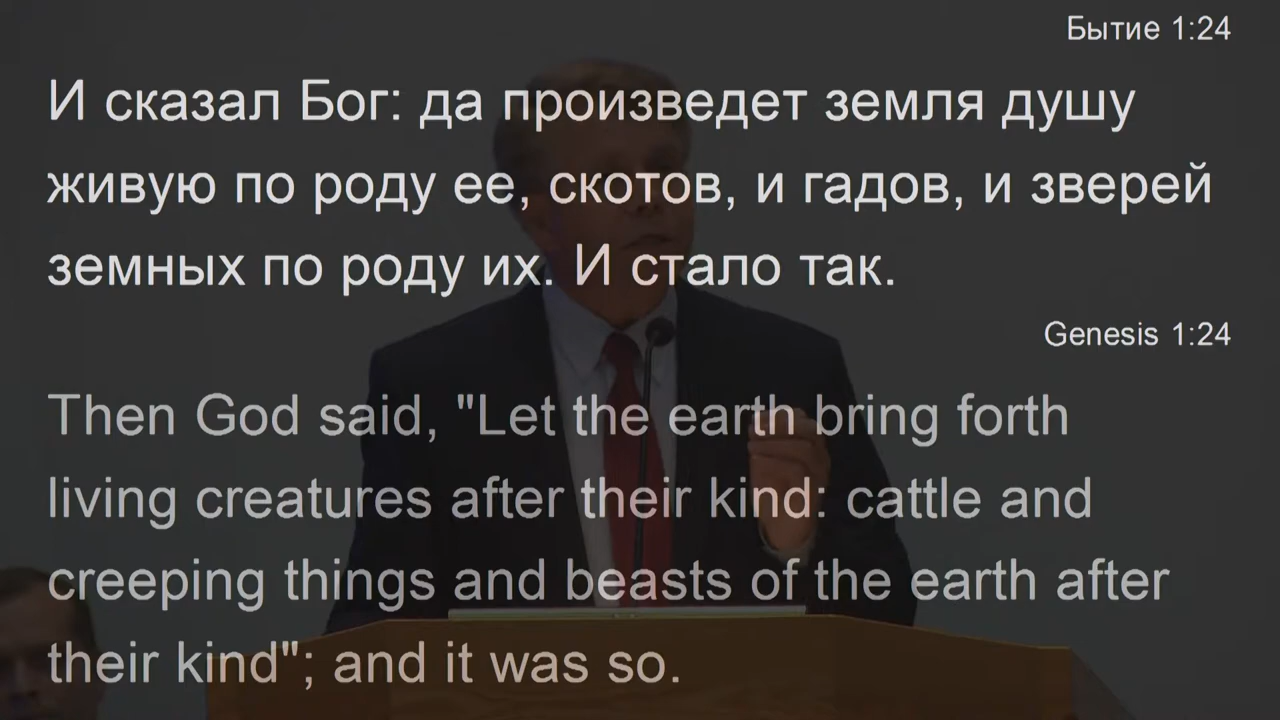 Бытие 1:24
И сказал Бог: да произведет земля душу
живую по роду ее, скотов, и гадов, и зверей
земных по роду их. И стало так.
Genesis 1:24
Then God said, "Let the earth bring forth
living creatures after their kind: cattle and
creeping things and beasts of the earth after
their kind"; and it was so.